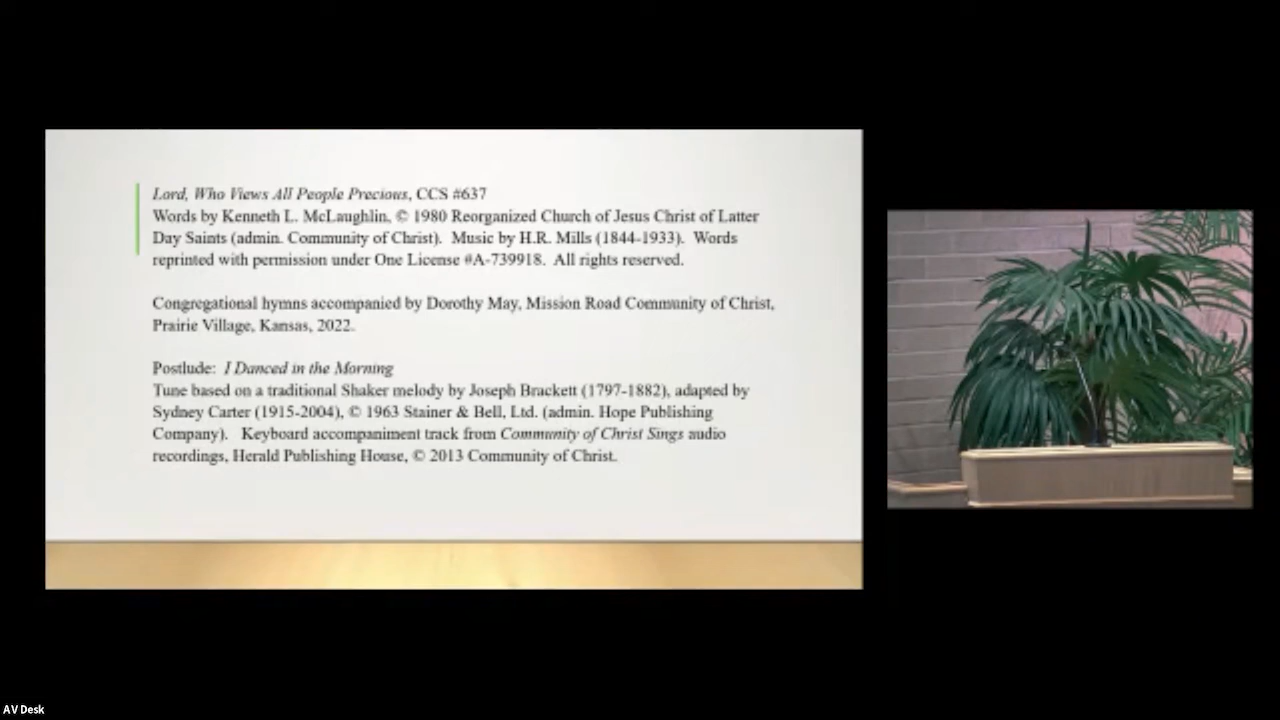 Lord, Who Views All People Precious, CCS #637
Words by Kenneth L. McLaughlin, © 1980 Reorganized Church of Jesus Christ of Latter
Day Saints (admin. Community of Christ).  Music by H.R. Mills (1844-1933).  Words
reprinted with permission under One License #A-739918.  All rights reserved.
Congregational hymns accompanied by Dorothy May, Mission Road Community of Christ,
Prairie Village, Kansas, 2022.
Postlude:  I Danced in the Morning
Tune based on a traditional Shaker melody by Joseph Brackett (1797-1882), adapted by
Sydney Carter (1915-2004), © 1963 Stainer & Bell, Ltd. (admin. Hope Publishing
Company).   Keyboard accompaniment track from Community of Christ Sings audio
recordings, Herald Publishing House, © 2013 Community of Christ.
AV Desk